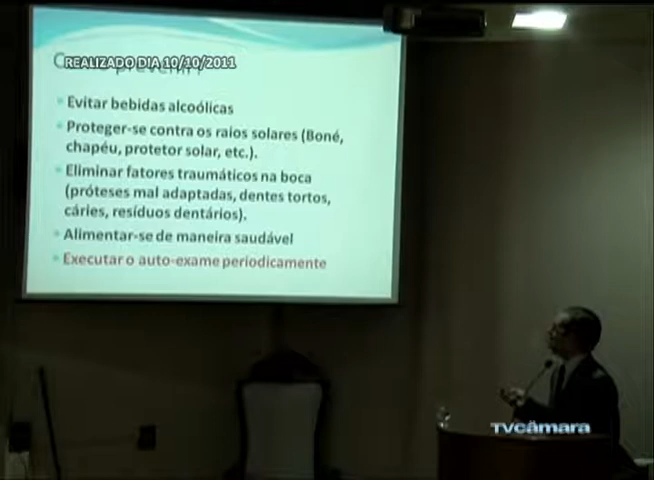 REALIZADO DIA 10/10/2011
Evitar bebidas alcoólicas
Proteger-se contra os raios solares (Boné,
chapéu, protetor solar, etc.).
Eliminar fatores traumáticos na boca
(próteses mal adaptadas, dentes tortos,
cáries, resíduos dentários).
Alimentar-se de maneira saudável
Executar o auto-exame periodicamente
TVCâmara